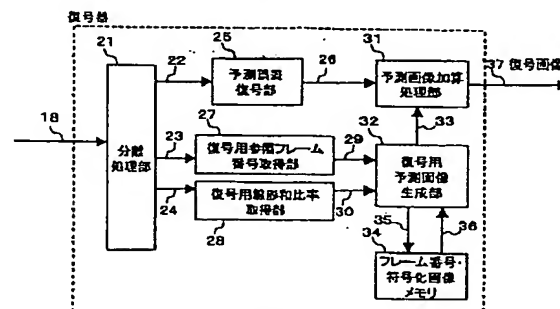 復号器
21
22
25
予測誤差
復号部
26
31
予測画像加算
処理部
37 復号画像
18
分散
処理部
23
27
復号用参照フレーム
番号取得部
29
33
32
復号用
予測画像
生成部
24
復号用線形和比率
取得部
28
30
35
36
34
フレーム番号・
符号化画像
メモリ